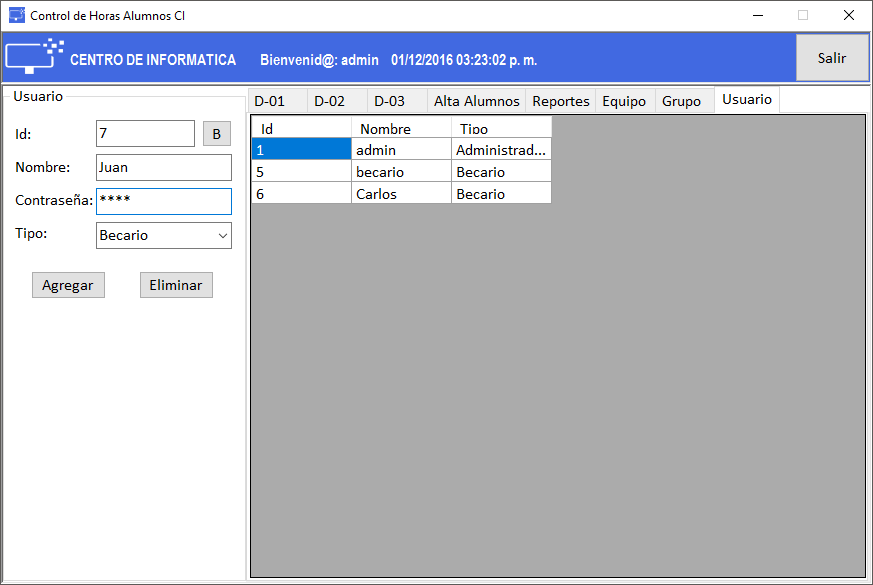 Control de Horas Alumnos CI
CENTRO DE INFORMATICA Bienvenid@: admin 01/12/2016 03:23:02 p. m.
Salir
Usuario
Id: 7 B
Nombre: Juan
Contraseña: ****
Tipo: Becario
Agregar Eliminar
D-01 D-02 D-03 Alta Alumnos Reportes Equipo Grupo Usuario
Id Nombre Tipo
1 admin Administrad...
5 becario Becario
6 Carlos Becario